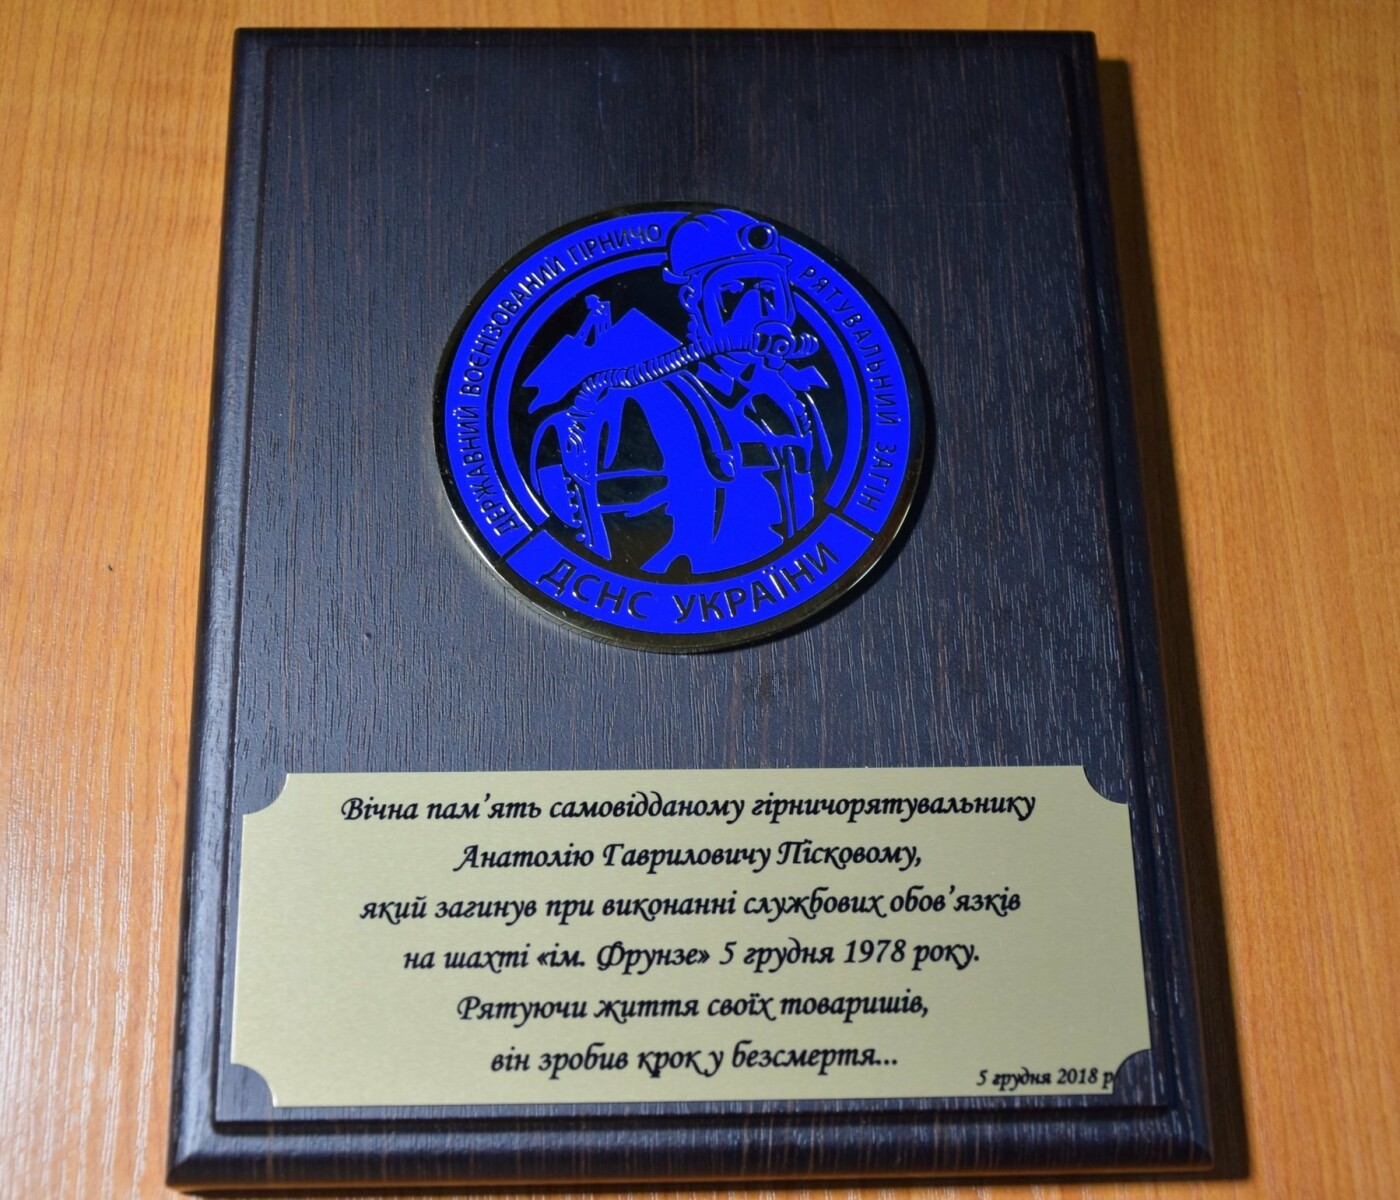 ДЕРЖАВНИЙ ВОЄНІЗОВАНИЙ ГІРНИЧО
РЯТУВАЛЬНИЙ ЗАГІН
ДСНС УКРАЇНИ
Вічна пам’ять самовідданому гірничорятувальнику
Анатолію Гавриловичу Пісковому,
який загинув при виконанні службових обов’язків
на шахті «ім. Фрунзе» 5 грудня 1978 року.
Рятуючи життя своїх товаришів,
він зробив крок у безсмертя...
5 грудня 2018 р